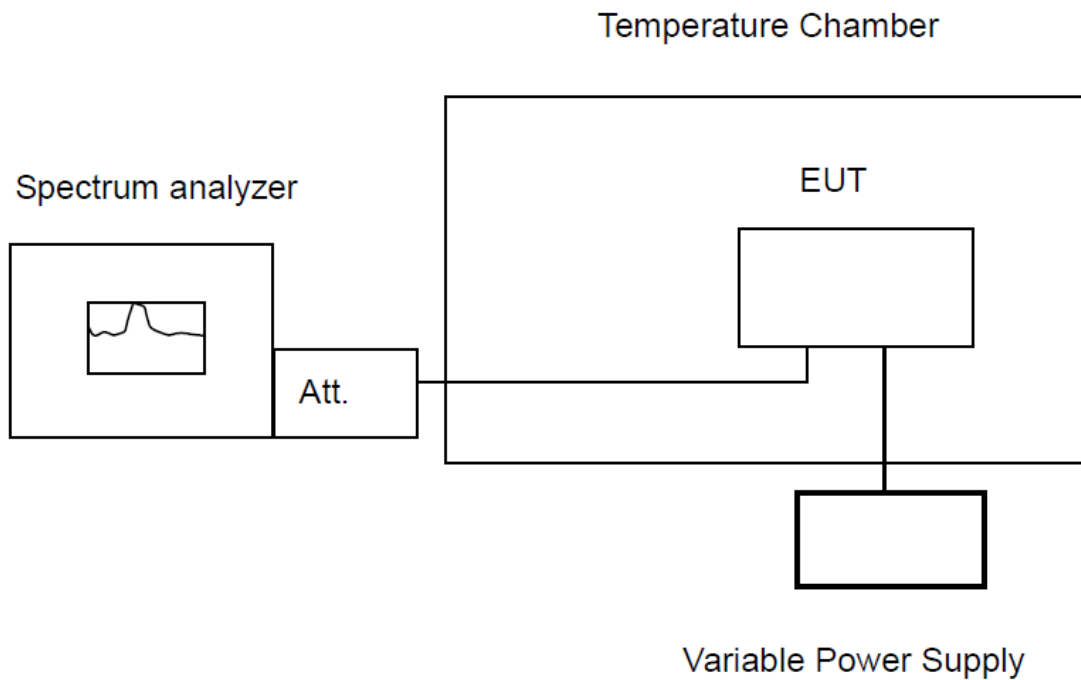 Temperature Chamber
Spectrum analyzer
EUT
Att.
Variable Power Supply